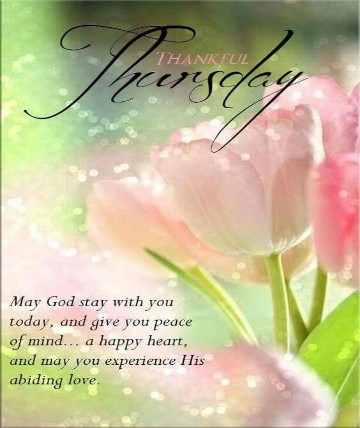 Thankful
Thursday
May God stay with you
today, and give you peace
of mind... a happy heart,
and may you experience His
abiding love.